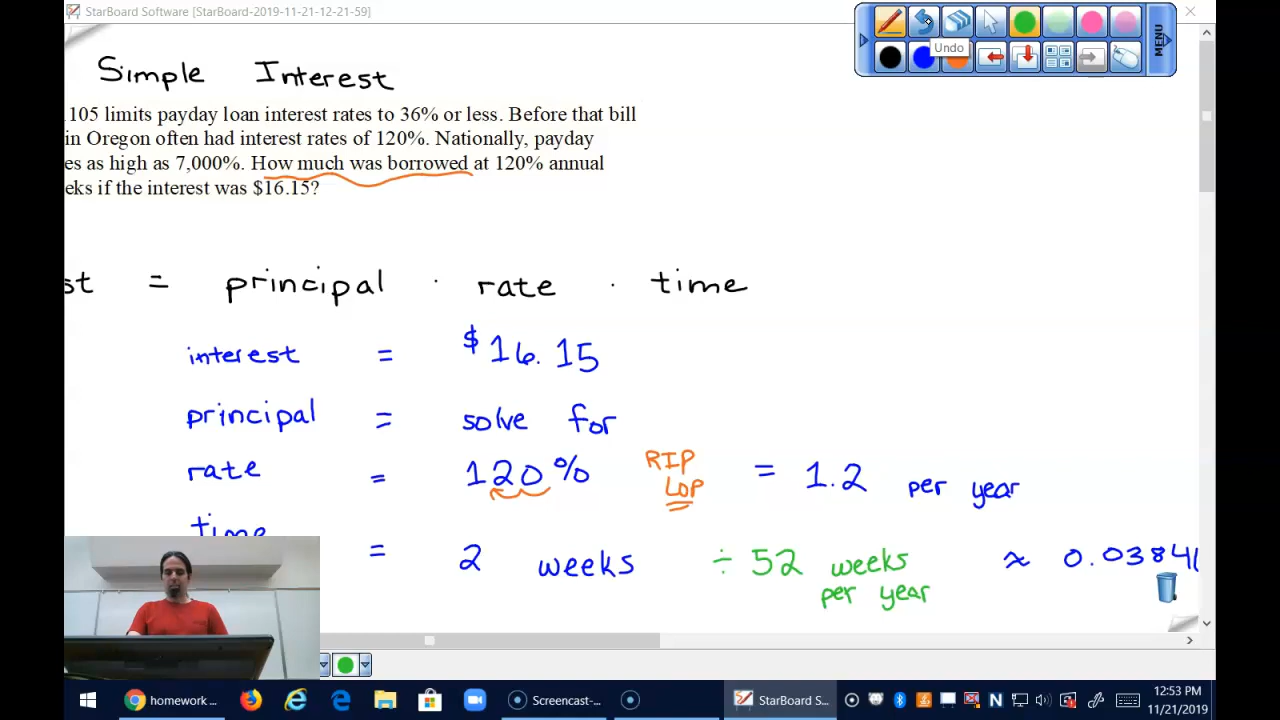 StarBoard Software [StarBoard-2019-11-21-12-21-59]
MENU
Undo
Simple Interest
105 limits payday loan interest rates to 36% or less. Before that bill
in Oregon often had interest rates of 120%. Nationally, payday
es as high as 7,000%. How much was borrowed at 120% annual
eks if the interest was $16.15?
st = principal · rate · time
interest = $16.15
principal = solve for
rate = 120% RIP LOP = 1.2 per year
time = 2 weeks ÷ 52 weeks per year ≈ 0.03846
homework ...
Screencast-...
StarBoard S...
12:53 PM
11/21/2019